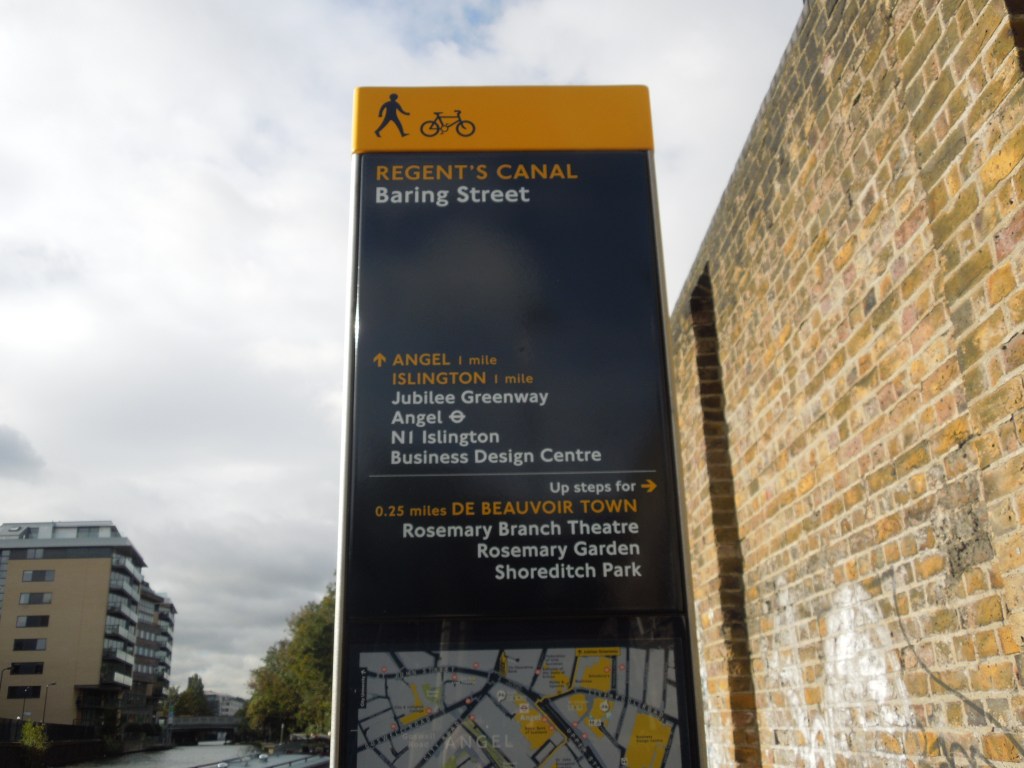 REGENT'S CANAL
Baring Street
ANGEL 1 mile
ISLINGTON 1 mile
Jubilee Greenway
Angel
N1 Islington
Business Design Centre
Up steps for
0.25 miles DE BEAUVOIR TOWN
Rosemary Branch Theatre
Rosemary Garden
Shoreditch Park
ANGEL